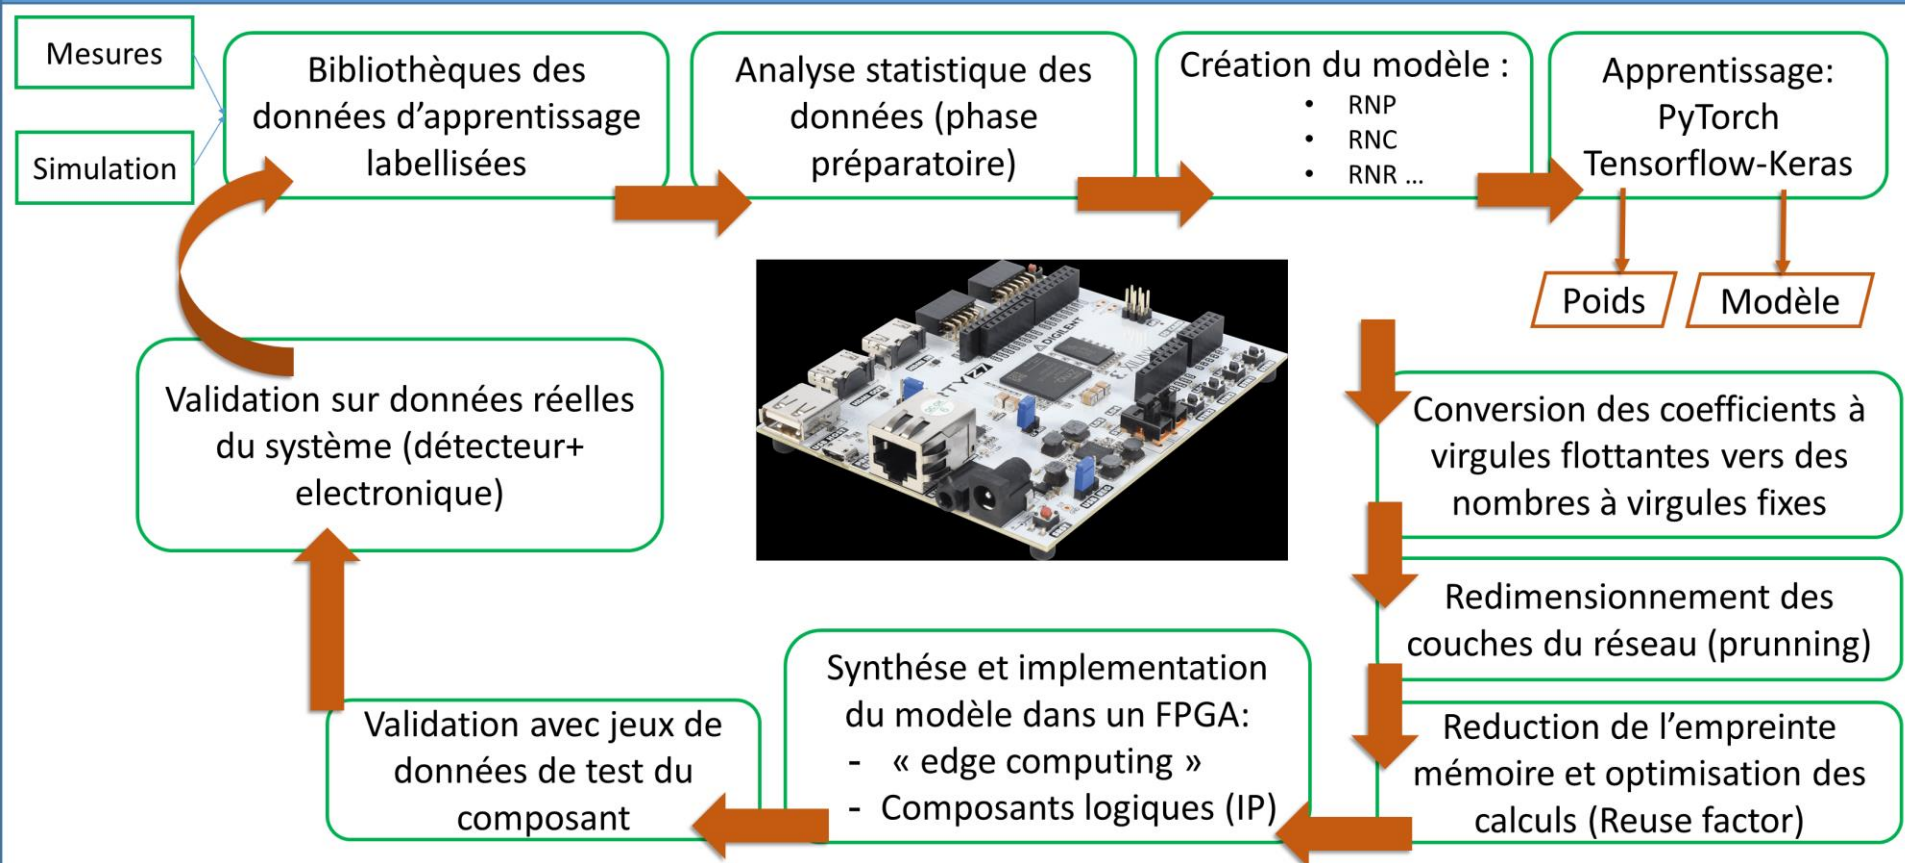 Mesures
Simulation
Bibliothèques des
données d'apprentissage
labellisées
Analyse statistique des
données (phase
préparatoire)
Création du modèle :
• RNP
• RNC
• RNR ...
Apprentissage:
PyTorch
Tensorflow-Keras
Poids
Modèle
Conversion des coefficients à
virgules flottantes vers des
nombres à virgules fixes
Redimensionnement des
couches du réseau (prunning)
Reduction de l'empreinte
mémoire et optimisation des
calculs (Reuse factor)
Synthése et implementation
du modèle dans un FPGA:
- « edge computing »
- Composants logiques (IP)
Validation avec jeux de
données de test du
composant
Validation sur données réelles
du système (détecteur+
electronique)
DIGILENT
XILINX